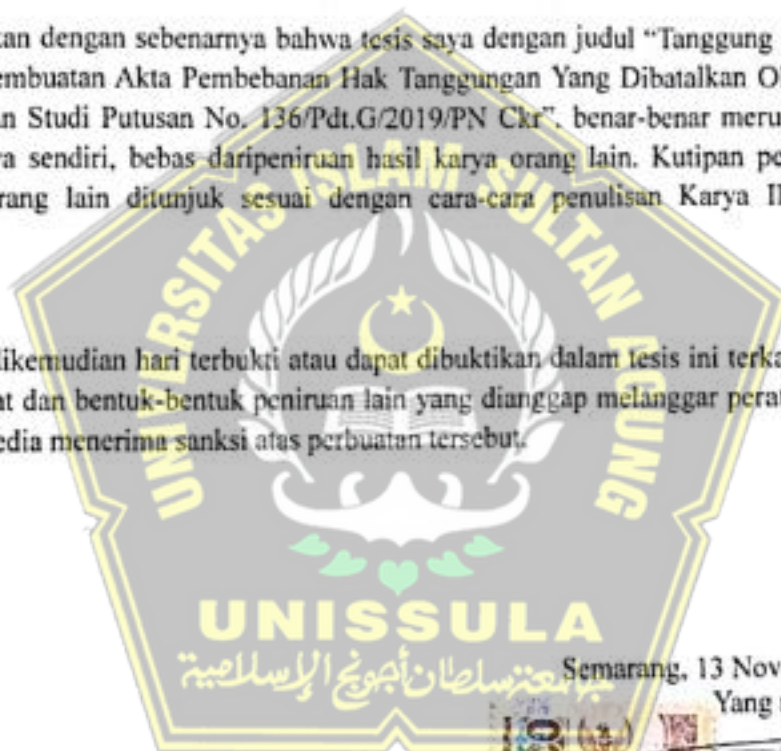 kan dengan sebenarnya bahwa tesis saya dengan judul “Tanggung
embuatan Akta Pembebanan Hak Tanggungan Yang Dibatalkan O
n Studi Putusan No. 136/Pdt.G/2019/PN Ckr”, benar-benar meru
a sendiri, bebas daripeniruan hasil karya orang lain. Kutipan pe
rang lain ditunjuk sesuai dengan cara-cara penulisan Karya Il
dikemudian hari terbukti atau dapat dibuktikan dalam tesis ini terka
at dan bentuk-bentuk peniruan lain yang dianggap melanggar perat
edia menerima sanksi atas perbuatan tersebut.
UNIVERSITAS ISLAM SULTAN AGUNG
UNISSULA
جامعة سلطان أجونج الإسلامية
Semarang, 13 Nov
Yang